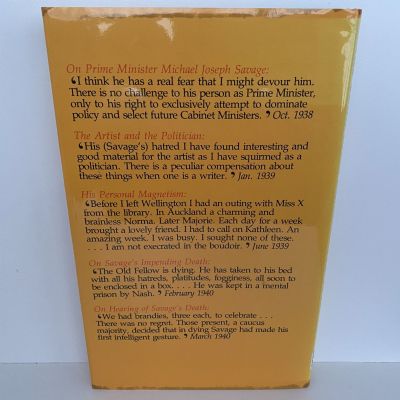 On Prime Minister Michael Joseph Savage:
❛I think he has a real fear that I might devour him.
There is no challenge to his person as Prime Minister,
only to his right to exclusively attempt to dominate
policy and select future Cabinet Ministers. ❜ Oct. 1938
The Artist and the Politician:
❛His (Savage's) hatred I have found interesting and
good material for the artist as I have squirmed as a
politician. There is a peculiar compensation about
these things when one is a writer. ❜ Jan. 1939
His Personal Magnetism:
❛Before I left Wellington I had an outing with Miss X
from the library. In Auckland a charming and
brainless Norma. Later Majorie. Each day for a week
brought a lovely friend. I had to call on Kathleen. An
amazing week. I was busy. I sought none of these.
. . . . I am not execrated in the boudoir. ❜ June 1939
On Savage's Impending Death:
❛The Old Fellow is dying. He has taken to his bed
with all his hatreds, platitudes, fogginess, all soon to
be enclosed in a box. . . . He was kept in a mental
prison by Nash. ❜ February 1940
On Hearing of Savage's Death:
❛We had brandies, three each, to celebrate . . .
There was no regret. Those present, a caucus
majority, decided that in dying Savage had made his
first intelligent gesture. ❜ March 1940